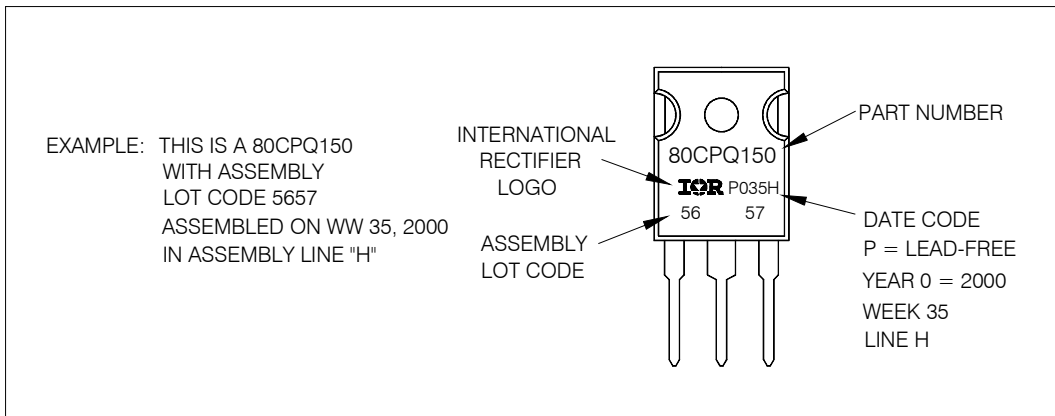 EXAMPLE: THIS IS A 80CPQ150
WITH ASSEMBLY
LOT CODE 5657
ASSEMBLED ON WW 35, 2000
IN ASSEMBLY LINE "H"
INTERNATIONAL
RECTIFIER
LOGO
ASSEMBLY
LOT CODE
80CPQ150
IOR P035H
56 57
PART NUMBER
DATE CODE
P = LEAD-FREE
YEAR 0 = 2000
WEEK 35
LINE H